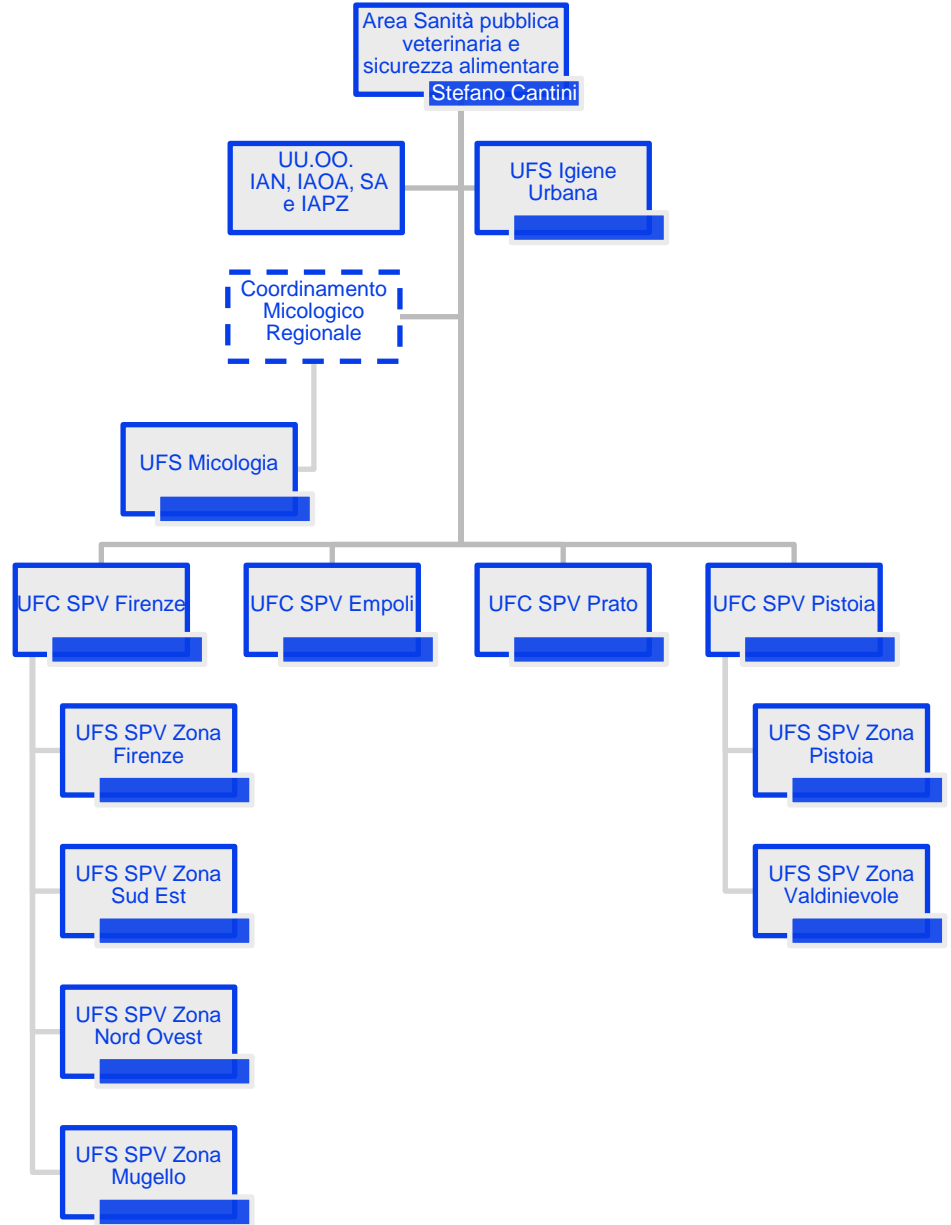 Area Sanità pubblica
veterinaria e
sicurezza alimentare
Stefano Cantini
UU.OO.
IAN, IAOA, SA
e IAPZ
UFS Igiene
Urbana
Coordinamento
Micologico
Regionale
UFS Micologia
UFC SPV Firenze
UFC SPV Empoli
UFC SPV Prato
UFC SPV Pistoia
UFS SPV Zona
Firenze
UFS SPV Zona
Pistoia
UFS SPV Zona
Sud Est
UFS SPV Zona
Valdinievole
UFS SPV Zona
Nord Ovest
UFS SPV Zona
Mugello